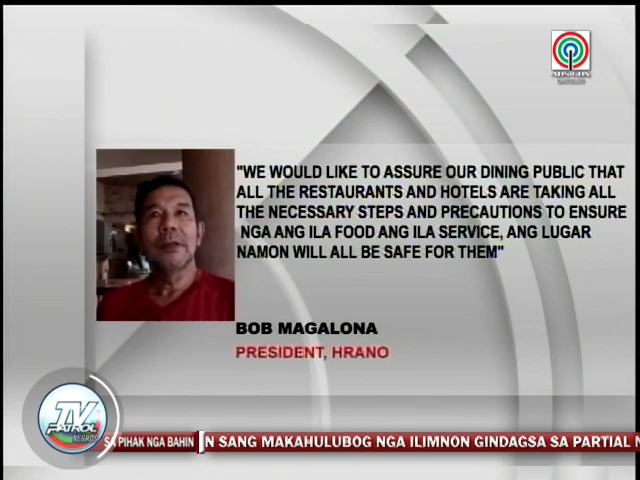 ABS-CBN
BACOLOD
"WE WOULD LIKE TO ASSURE OUR DINING PUBLIC THAT
ALL THE RESTAURANTS AND HOTELS ARE TAKING ALL
THE NECESSARY STEPS AND PRECAUTIONS TO ENSURE
NGA ANG ILA FOOD ANG ILA SERVICE, ANG LUGAR
NAMON WILL ALL BE SAFE FOR THEM"
BOB MAGALONA
PRESIDENT, HRANO
TV
PATROL
NEGROS
SA PIHAK NGA BAHIN
N SANG MAKAHULUBOG NGA ILIMNON GINDAGSA SA PARTIAL N